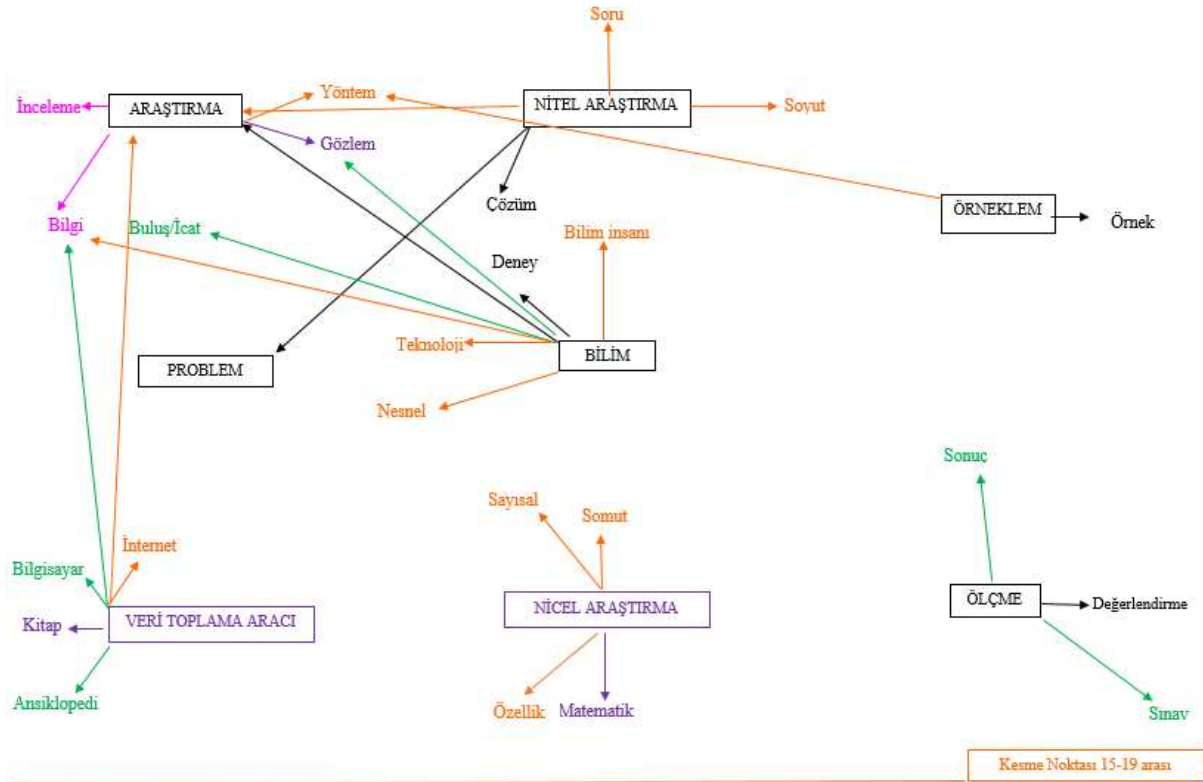 Soru
İnceleme
ARAŞTIRMA
Yöntem
NİTEL ARAŞTIRMA
Soyut
Gözlem
Çözüm
ÖRNEKLEM
Örnek
Bilgi
Buluş/İcat
Bilim insanı
Deney
Teknoloji
BİLİM
PROBLEM
Nesnel
Sonuç
Sayısal
Somut
İnternet
Bilgisayar
Kitap
VERİ TOPLAMA ARACI
NİCEL ARAŞTIRMA
ÖLÇME
Değerlendirme
Ansiklopedi
Özellik
Matematik
Sınav
Kesme Noktası 15-19 arası